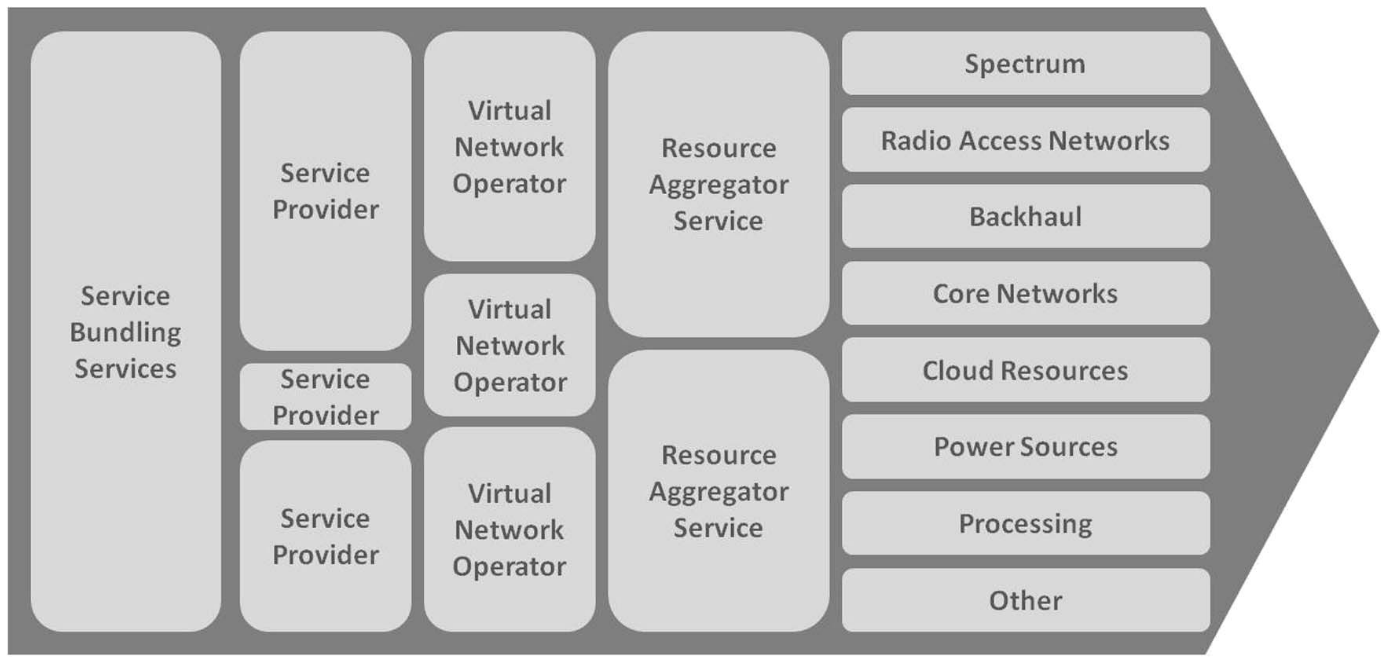 Service
Bundling
Services
Service
Provider
Service
Provider
Service
Provider
Virtual
Network
Operator
Virtual
Network
Operator
Virtual
Network
Operator
Resource
Aggregator
Service
Resource
Aggregator
Service
Spectrum
Radio Access Networks
Backhaul
Core Networks
Cloud Resources
Power Sources
Processing
Other